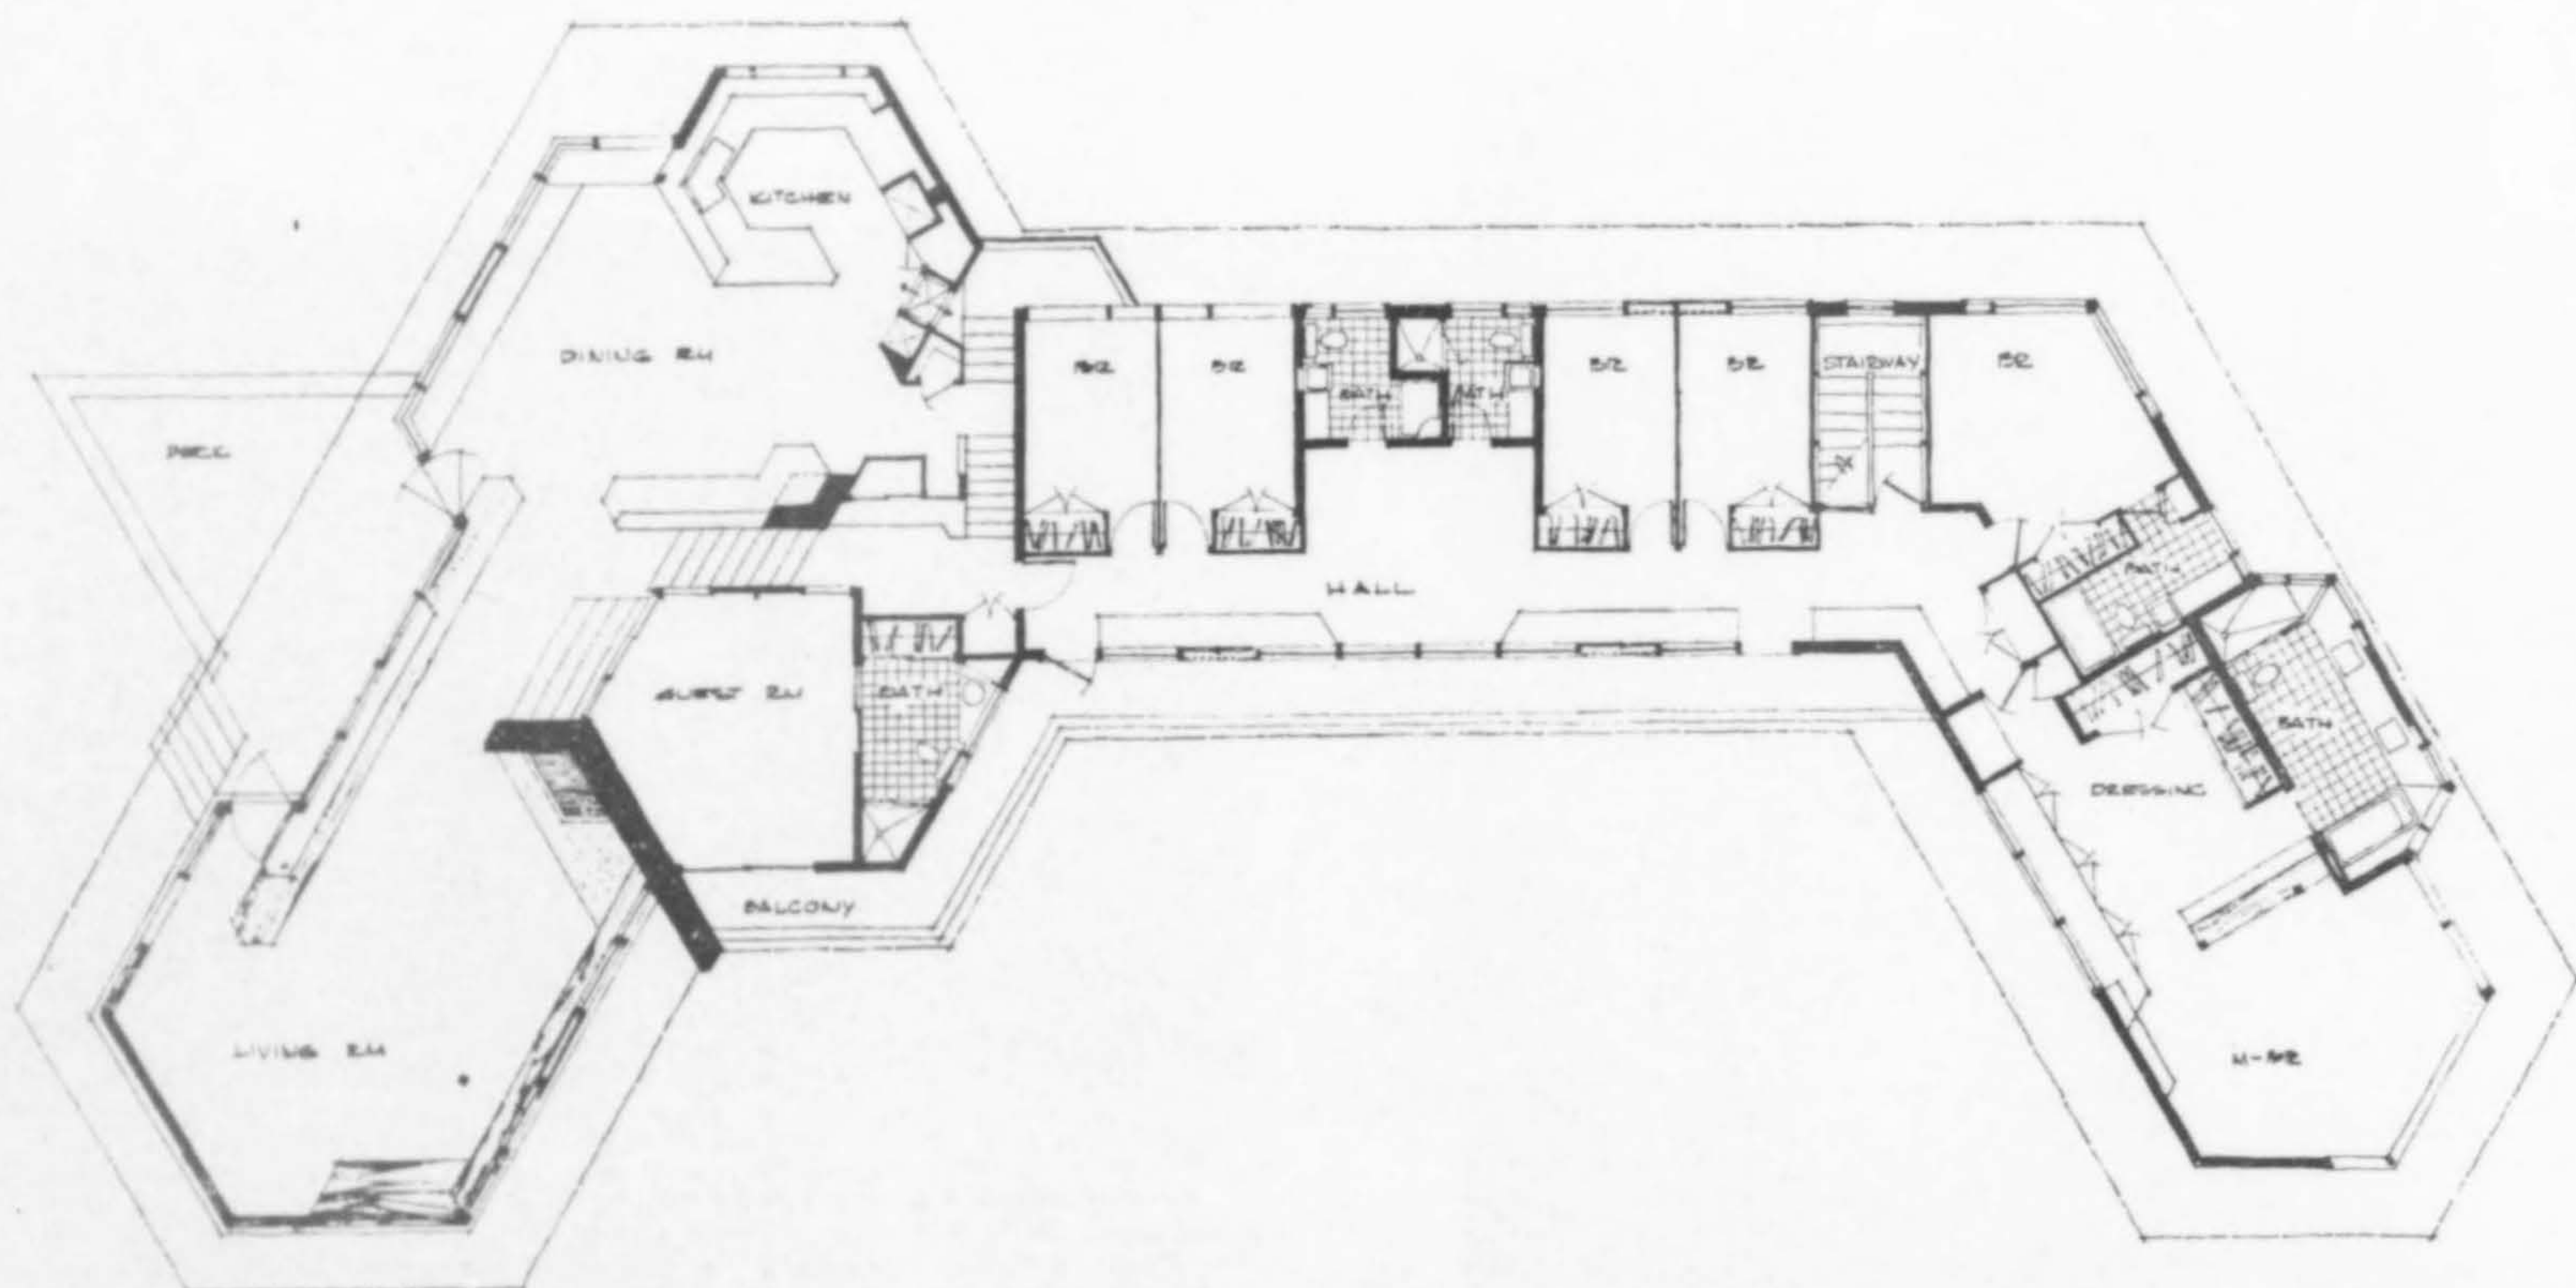 KITCHEN
DINING RM
BR
BR
BATH
BATH
BR
BR
STAIRWAY
BR
DECK
HALL
BATH
GUEST RM
BATH
BATH
DRESSING
BALCONY
LIVING RM
M-BR